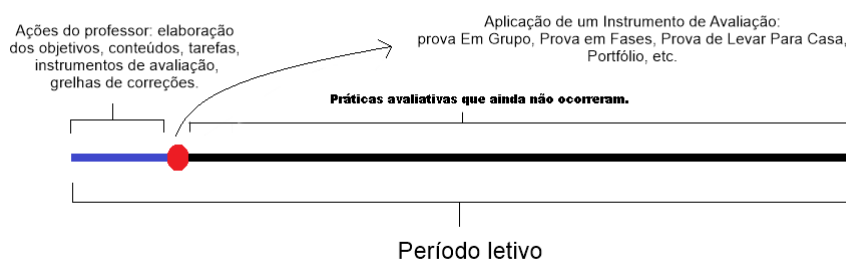 Ações do professor: elaboração
dos objetivos, conteúdos, tarefas,
instrumentos de avaliação,
grelhas de correções.
Aplicação de um Instrumento de Avaliação:
prova Em Grupo, Prova em Fases, Prova de Levar Para Casa,
Portfólio, etc.
Práticas avaliativas que ainda não ocorreram.
Período letivo